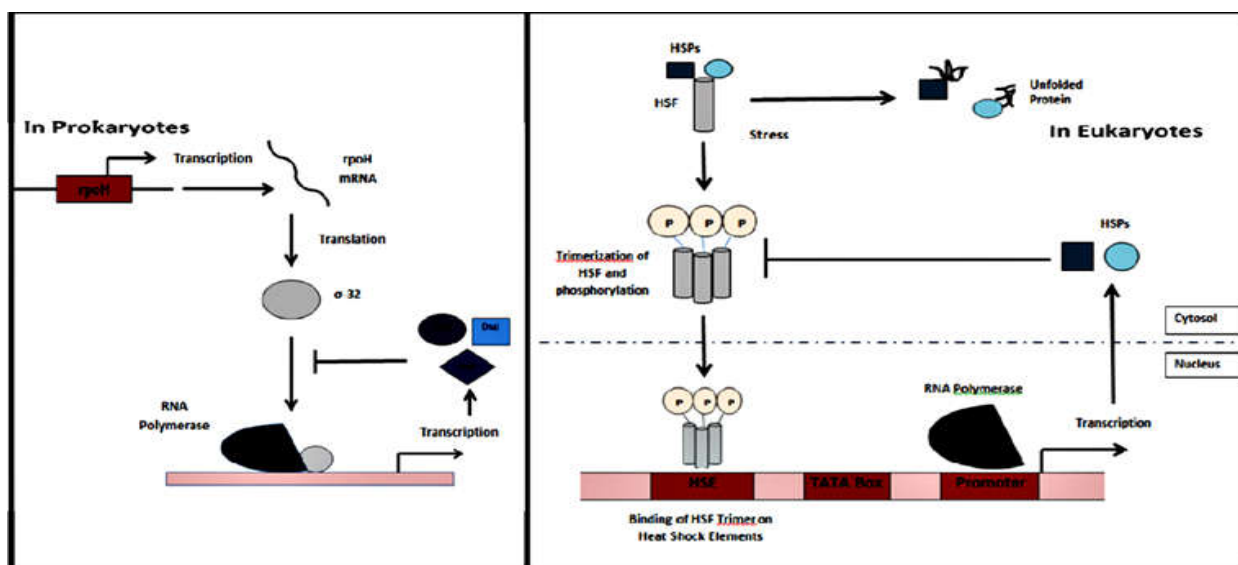 In Prokaryotes
rpoH
Transcription
rpoH
mRNA
Translation
σ-32
RNA
Polymerase
Transcription
HSPs
HSF
Stress
Unfolded
Protein
In Eukaryotes
P P P
Trimerization of
HSF and
phosphorylation
HSPs
Cytosol
Nucleus
P P P
RNA Polymerase
Transcription
HSE
TATA Box
Promoter
Binding of HSF Trimer on
Heat Shock Elements